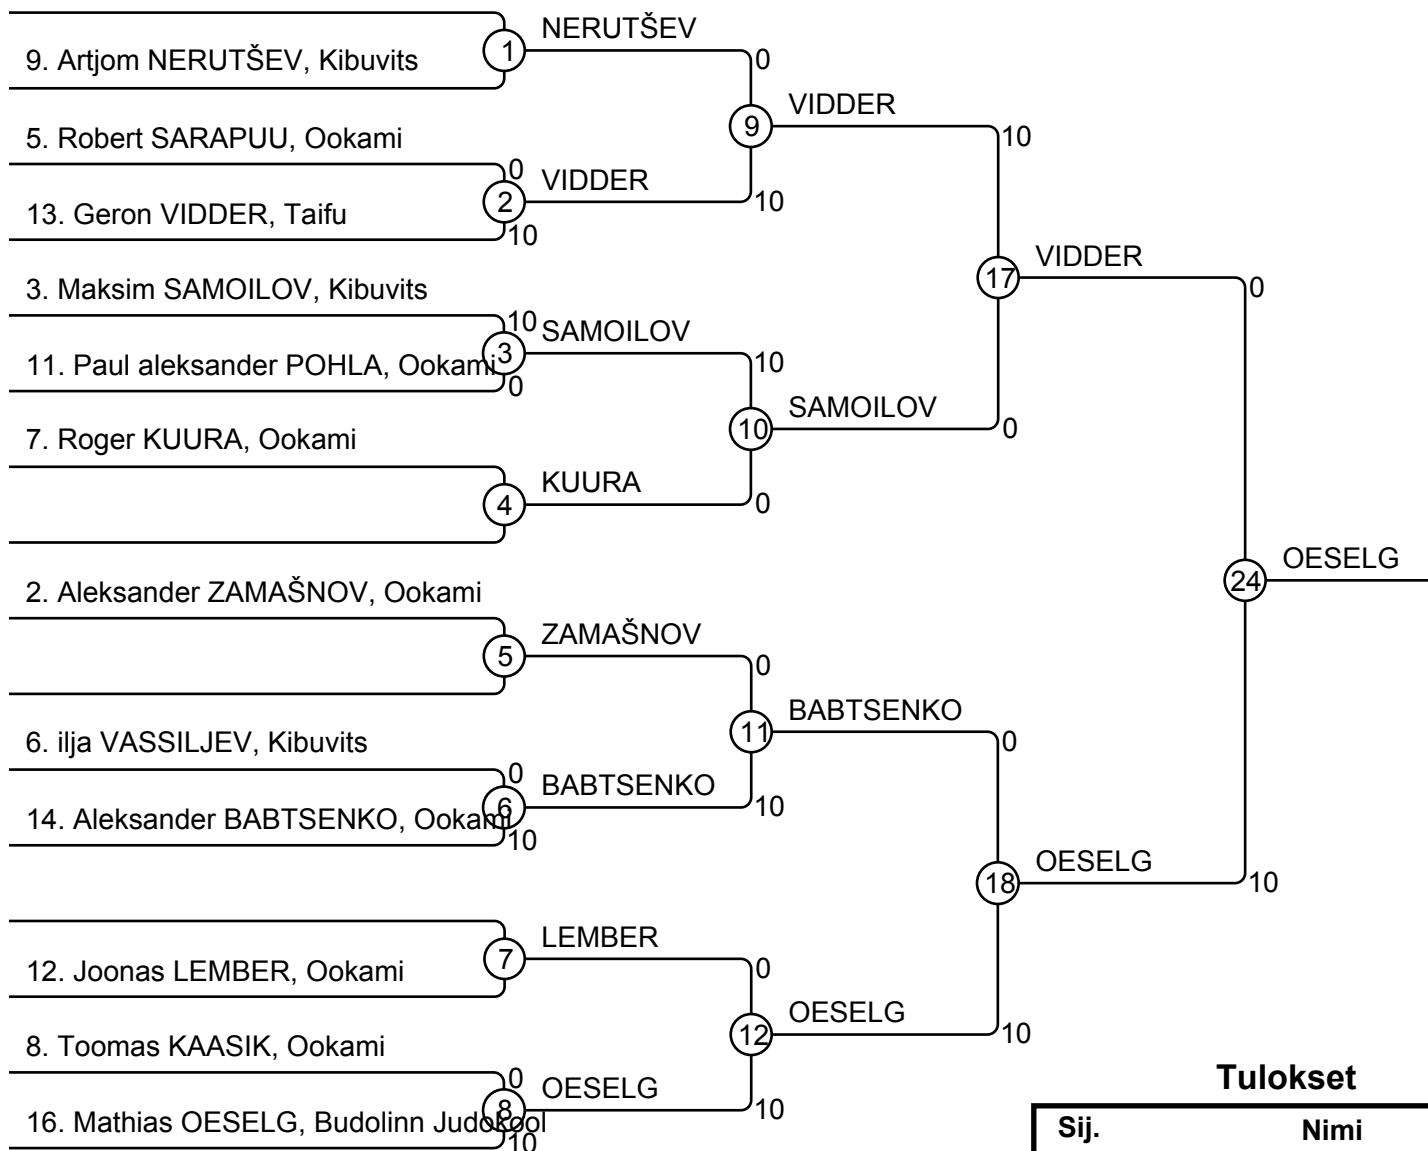 NERUTŠEV
9. Artjom NERUTŠEV, Kibuvits
1
0
VIDDER
9
10
5. Robert SARAPUU, Ookami
0
VIDDER
2
10
13. Geron VIDDER, Taifu
10
VIDDER
17
0
3. Maksim SAMOILOV, Kibuvits
10
SAMOILOV
3
10
11. Paul aleksander POHLA, Ookami
0
SAMOILOV
10
0
7. Roger KUURA, Ookami
KUURA
4
0
OESELG
24
2. Aleksander ZAMAŠNOV, Ookami
ZAMAŠNOV
5
0
BABTSENKO
11
0
6. ilja VASSILJEV, Kibuvits
0
BABTSENKO
6
10
14. Aleksander BABTSENKO, Ookami
10
OESELG
18
10
LEMBER
7
0
12. Joonas LEMBER, Ookami
OESELG
12
10
8. Toomas KAASIK, Ookami
0
OESELG
8
10
16. Mathias OESELG, Budolinn Judokool
10
Tulokset
Sij. Nimi